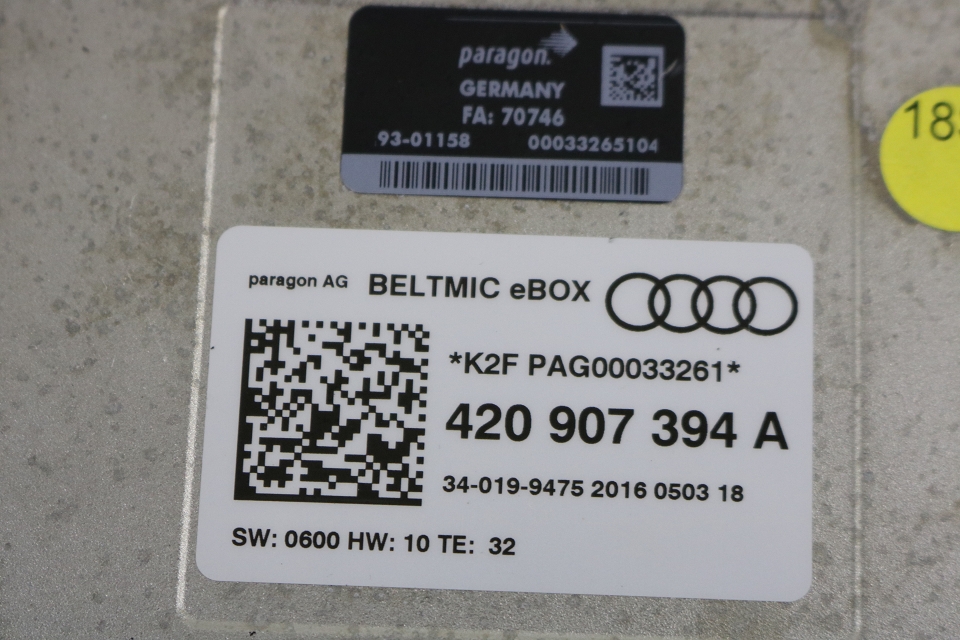 paragon.
GERMANY
FA: 70746
93-01158 00033265104
18
paragon AG BELTMIC eBOX
*K2F PAG00033261*
420 907 394 A
34-019-9475 2016 0503 18
SW: 0600 HW: 10 TE: 32